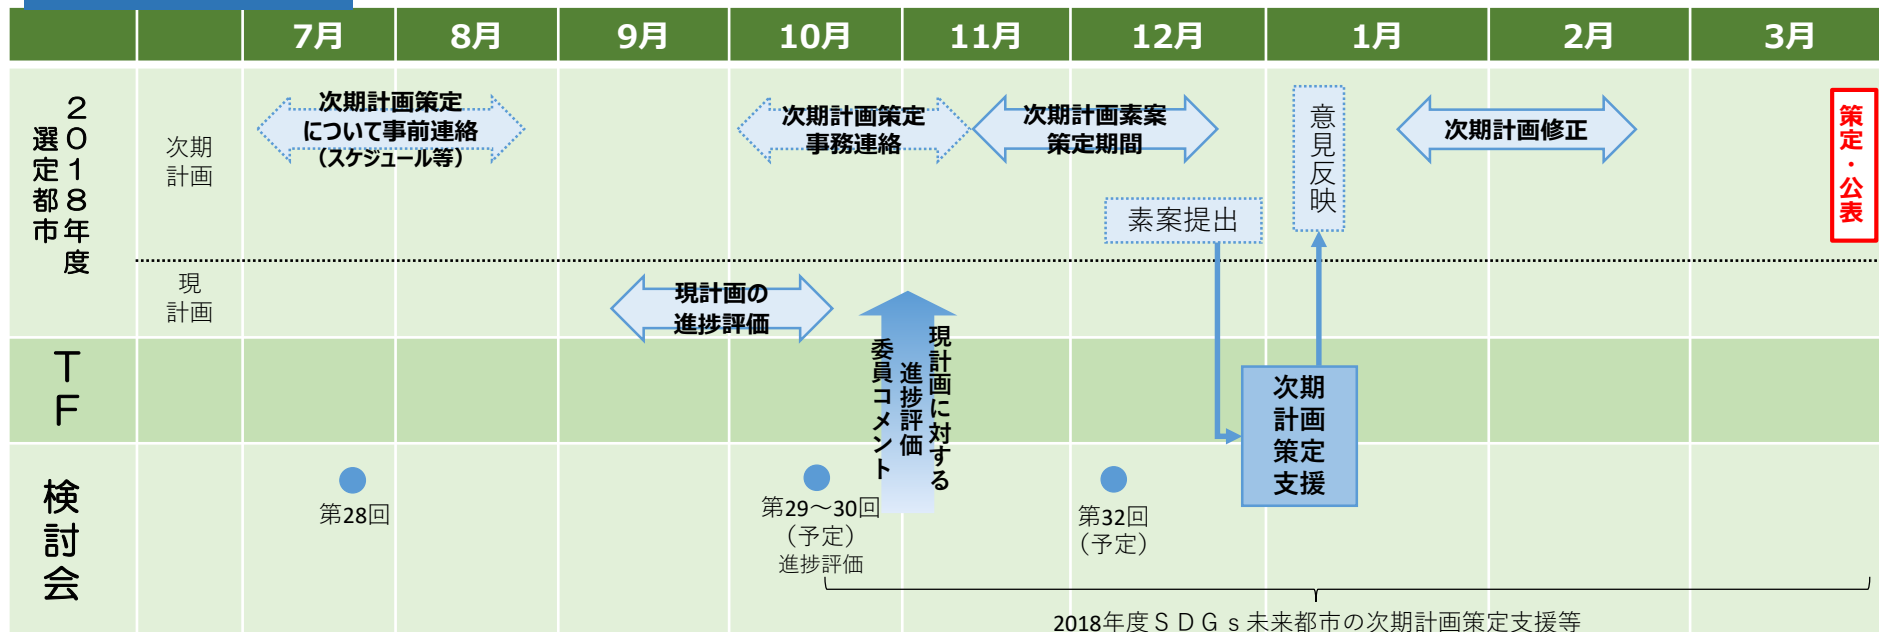 7月
8月
9月
10月
11月
12月
1月
2月
3月
2018年度
選定都市
次期
計画
次期計画策定
について事前連絡
（スケジュール等）
次期計画策定
事務連絡
次期計画素案
策定期間
意見反映
次期計画修正
策定・公表
素案提出
現
計画
現計画の
進捗評価
現計画に対する
進捗評価
委員コメント
TF
次期
計画
策定
支援
検討会
第28回
第29～30回
（予定）
進捗評価
第32回
（予定）
2018年度ＳＤＧｓ未来都市の次期計画策定支援等